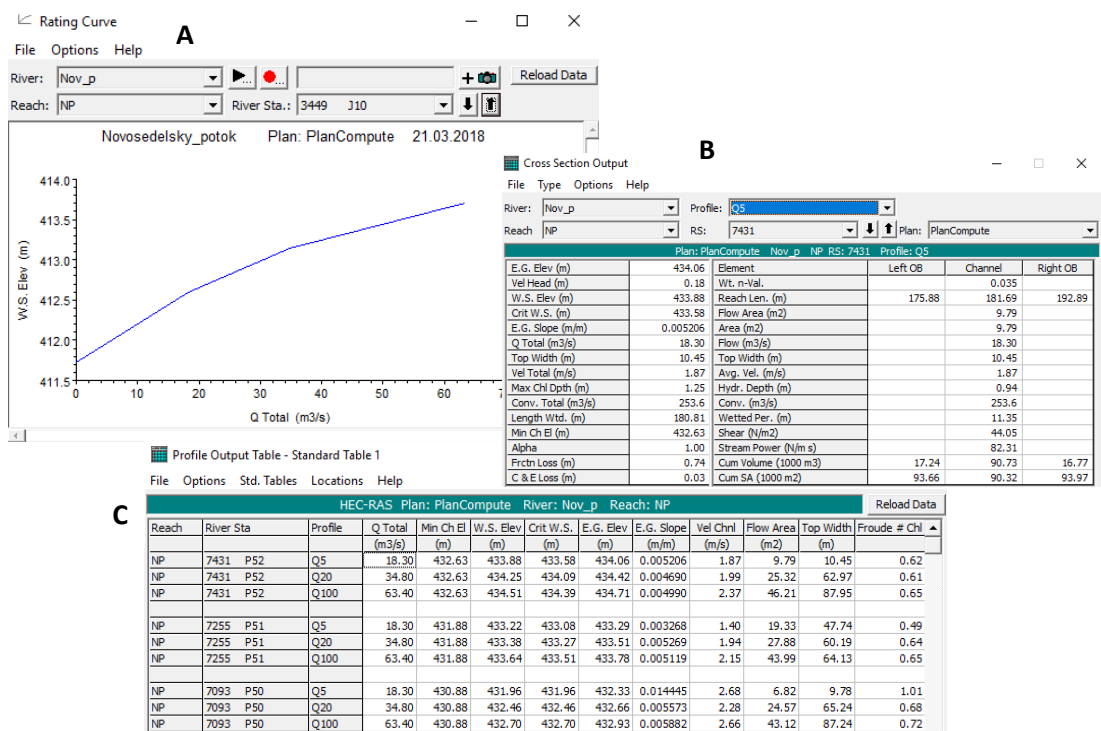 Rating Curve
A
File Options Help
River: Nov_p Reload Data
Reach: NP River Sta.: 3449 J10
Novosedelsky_potok Plan: PlanCompute 21.03.2018
414.0
413.5
413.0
412.5
412.0
411.5
W.S. Elev (m)
0 10 20 30 40 50 60
Q Total (m3/s)
B
Cross Section Output
File Type Options Help
River: Nov_p Profile: Q5
Reach NP RS: 7431 Plan: PlanCompute
Plan: PlanCompute Nov_p NP RS: 7431 Profile: Q5
E.G. Elev (m) 434.06 Element Left OB Channel Right OB
Vel Head (m) 0.18 Wt. n-Val. 0.035
W.S. Elev (m) 433.88 Reach Len. (m) 175.88 181.69 192.89
Crit W.S. (m) 433.58 Flow Area (m2) 9.79
E.G. Slope (m/m) 0.005206 Area (m2) 9.79
Q Total (m3/s) 18.30 Flow (m3/s) 18.30
Top Width (m) 10.45 Top Width (m) 10.45
Vel Total (m/s) 1.87 Avg. Vel. (m/s) 1.87
Max Chl Dpth (m) 1.25 Hydr. Depth (m) 0.94
Conv. Total (m3/s) 253.6 Conv. (m3/s) 253.6
Length Wtd. (m) 180.81 Wetted Per. (m) 11.35
Min Ch El (m) 432.63 Shear (N/m2) 44.05
Alpha 1.00 Stream Power (N/m s) 82.31
Frctn Loss (m) 0.74 Cum Volume (1000 m3) 17.24 90.73 16.77
C & E Loss (m) 0.03 Cum SA (1000 m2) 93.66 90.32 93.97
C
Profile Output Table - Standard Table 1
File Options Std. Tables Locations Help
HEC-RAS Plan: PlanCompute River: Nov_p Reach: NP Reload Data
Reach River Sta Profile Q Total Min Ch El W.S. Elev Crit W.S. E.G. Elev E.G. Slope Vel Chnl Flow Area Top Width Froude # Chl
(m3/s) (m) (m) (m) (m) (m/m) (m/s) (m2) (m)
NP 7431 P52 Q5 18.30 432.63 433.88 433.58 434.06 0.005206 1.87 9.79 10.45 0.62
NP 7431 P52 Q20 34.80 432.63 434.25 434.09 434.42 0.004690 1.99 25.32 62.97 0.61
NP 7431 P52 Q100 63.40 432.63 434.51 434.39 434.71 0.004990 2.37 46.21 87.95 0.65
NP 7255 P51 Q5 18.30 431.88 433.22 433.08 433.29 0.003268 1.40 19.33 47.74 0.49
NP 7255 P51 Q20 34.80 431.88 433.38 433.27 433.51 0.005269 1.94 27.88 60.19 0.64
NP 7255 P51 Q100 63.40 431.88 433.64 433.51 433.78 0.005119 2.15 43.99 64.13 0.65
NP 7093 P50 Q5 18.30 430.88 431.96 431.96 432.33 0.014445 2.68 6.82 9.78 1.01
NP 7093 P50 Q20 34.80 430.88 432.46 432.46 432.66 0.005573 2.28 24.57 65.24 0.68
NP 7093 P50 Q100 63.40 430.88 432.70 432.70 432.93 0.005882 2.66 43.12 87.24 0.72